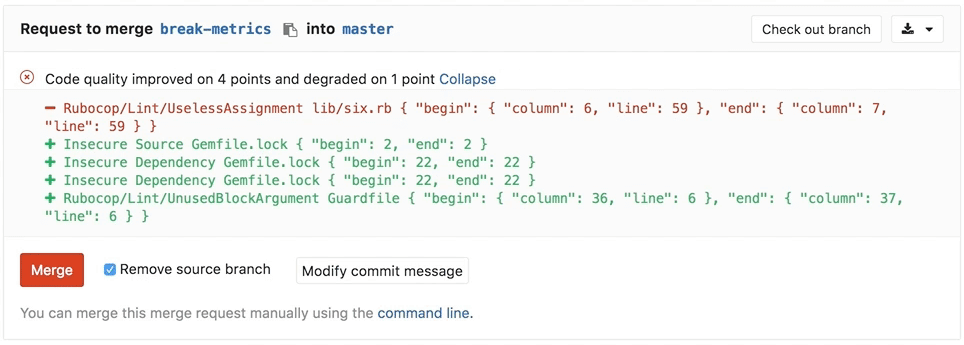 Request to merge break-metrics into master
Check out branch
Code quality improved on 4 points and degraded on 1 point Collapse
Rubocop/Lint/UselessAssignment lib/six.rb { "begin": { "column": 6, "line": 59 }, "end": { "column": 7,
"line": 59 } }
Insecure Source Gemfile.lock { "begin": 2, "end": 2 }
Insecure Dependency Gemfile.lock { "begin": 22, "end": 22 }
Insecure Dependency Gemfile.lock { "begin": 22, "end": 22 }
Rubocop/Lint/UnusedBlockArgument Guardfile { "begin": { "column": 36, "line": 6 }, "end": { "column": 37,
"line": 6 } }
Merge
Remove source branch
Modify commit message
You can merge this merge request manually using the command line.